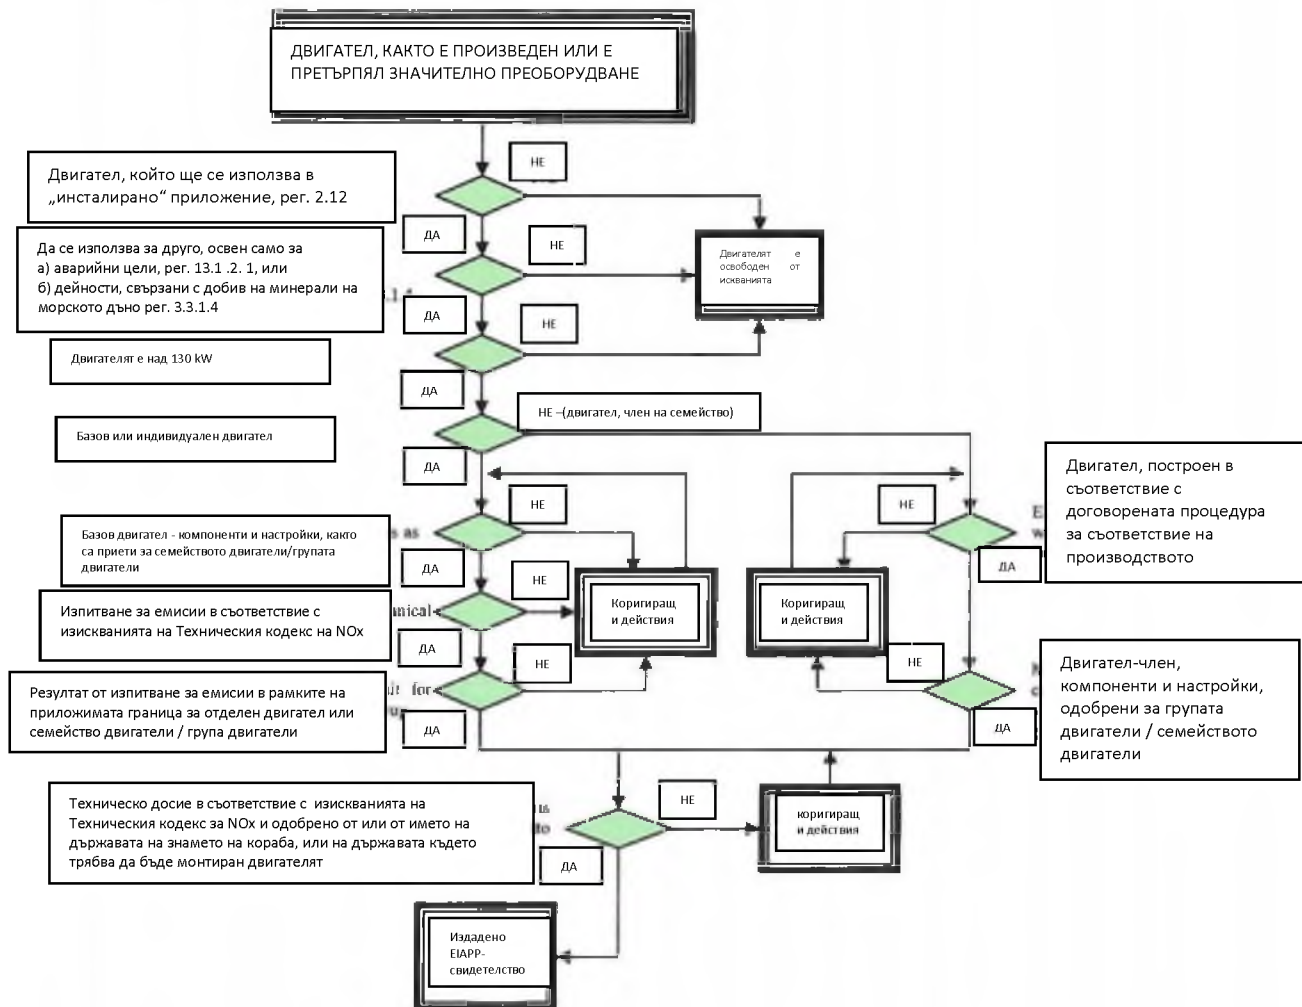 ДВИГАТЕЛ, КАКТО Е ПРОИЗВЕДЕН ИЛИ Е
ПРЕТЪРПЯЛ ЗНАЧИТЕЛНО ПРЕОБОРУДВАНЕ
НЕ
Двигател, който ще се използва в
„инсталирано“ приложение, рег. 2.12
ДА
НЕ
Да се използва за друго, освен само за
а) аварийни цели, рег. 13.1 .2. 1, или
б) дейности, свързани с добив на минерали на
морското дъно рег. 3.3.1.4
Двигателят е
освободен от
исквания­та
ДА
НЕ
Двигателят е над 130 kW
ДА
НЕ –(двигател, член на семейство)
Базов или индивидуален двигател
ДА
НЕ
НЕ
Двигател, построен в
съответствие с
договорената процедура
за съответствие на
производството
Базов двигател - компоненти и настройки, както
са приети за семейството двигатели/групата
двигатели
s as
ДА
НЕ
ДА
Коригиращ
и действия
Коригиращ
и действия
Изпитване за емисии в съответствие с
изискванията на Техническия кодекс на NOx
nical
ДА
НЕ
НЕ
Двигател-член,
компоненти и настройки,
одобрени за групата
двигатели / семейството
двигатели
Резултат от изпитване за емисии в рамките на
приложимата граница за отделен двигател или
семейство двигатели / група двигатели
for
ДА
ДА
Техническо досие в съответствие с изискванията на
Техническия кодекс за NOx и одобрено от или от името на
държавата на знамето на кораба, или на държавата където
трябва да бъде монтиран двигателят
НЕ
коригиращ
и действия
ДА
Издадено
EIAPP-
свидетелство